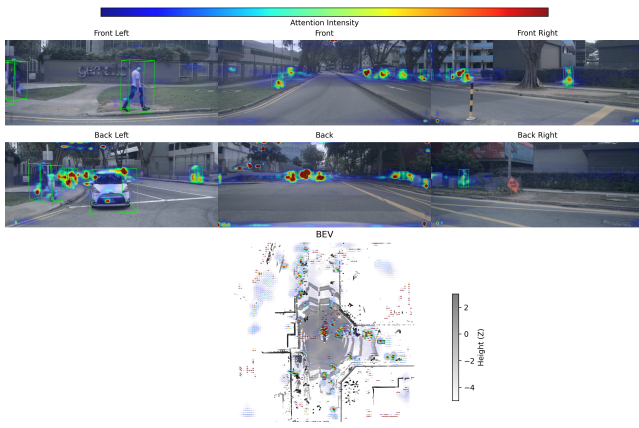 Attention Intensity
Front Left
Front
Front Right
Back Left
Back
Back Right
BEV
0
−2
−4
2
Height (Z)